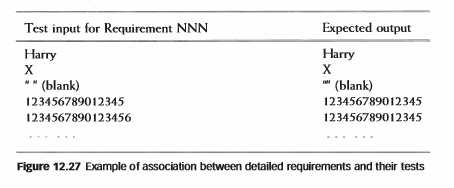 Test input for Requirement NNN Expected output
Harry Harry
X X
" " (blank) "" (blank)
123456789012345 123456789012345
1234567890123456 123456789012345
... ... ... ...
Figure 12.27 Example of association between detailed requirements and their tests